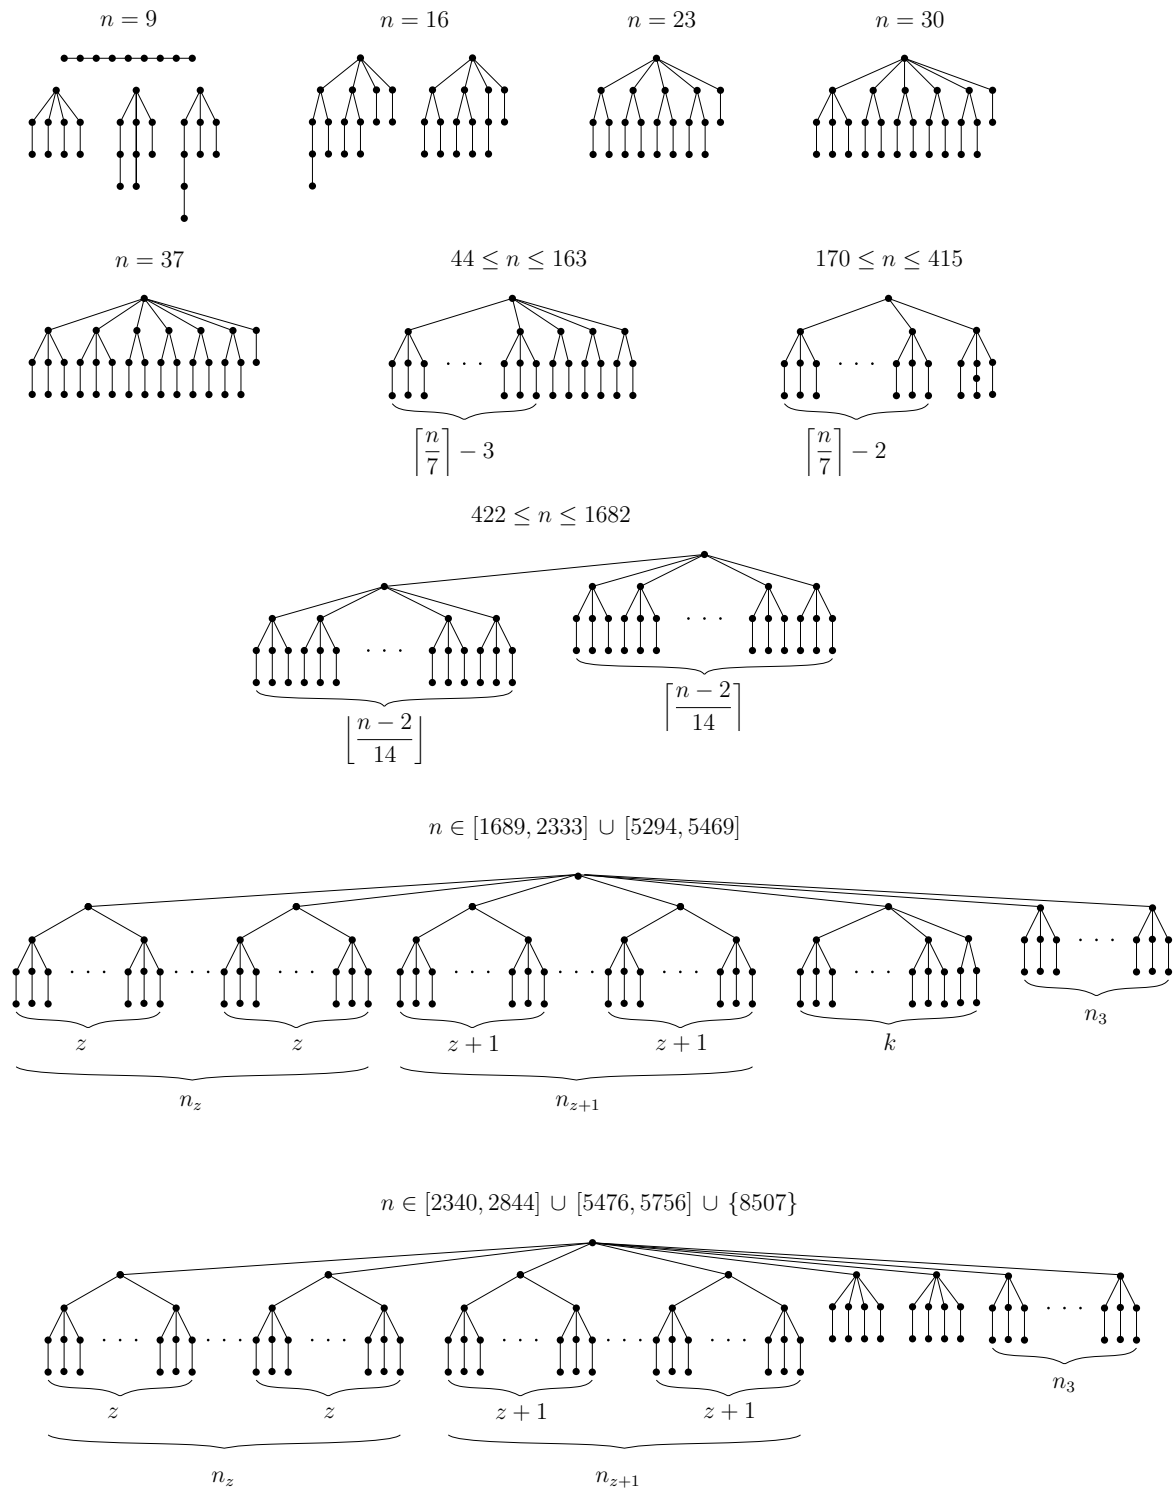 n = 9
n = 16
n = 23
n = 30
n = 37
44 ≤ n ≤ 163
170 ≤ n ≤ 415
· · ·
· · ·
⌈n/7⌉ − 3
⌈n/7⌉ − 2
422 ≤ n ≤ 1682
· · ·
· · ·
⌊(n − 2)/14⌋
⌈(n − 2)/14⌉
n ∈ [1689, 2333] ∪ [5294, 5469]
· · · · · · · · · · · · · · · · · · · · · · · ·
z z z + 1 z + 1 k n₃
n_z n_{z+1}
n ∈ [2340, 2844] ∪ [5476, 5756] ∪ {8507}
· · · · · · · · · · · · · · · · · · · · ·
z z z + 1 z + 1 n₃
n_z n_{z+1}